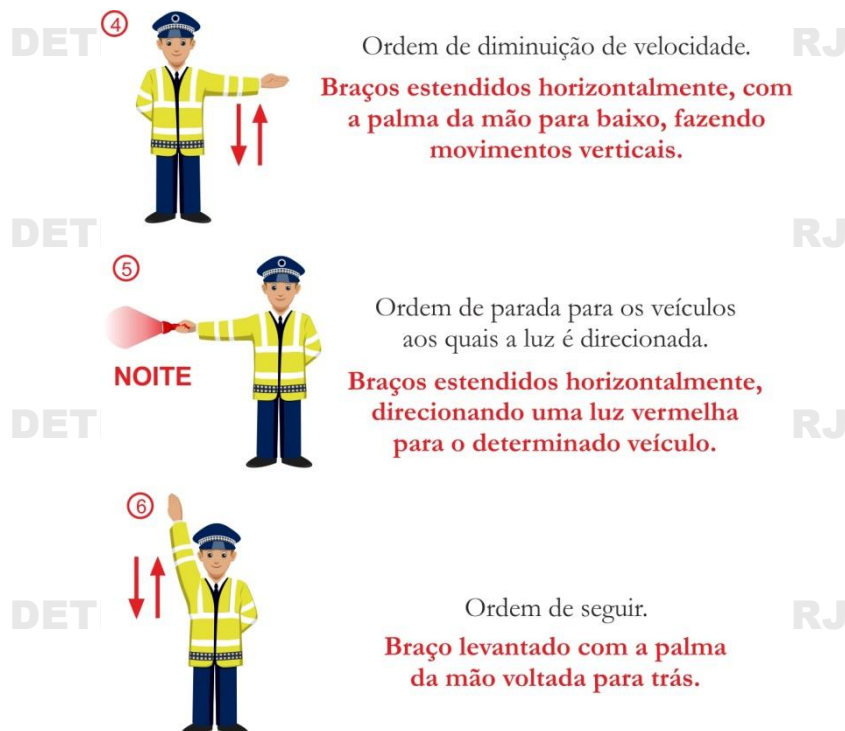 ④
DET RJ
Ordem de diminuição de velocidade.
Braços estendidos horizontalmente, com
a palma da mão para baixo, fazendo
movimentos verticais.
DET RJ
⑤
NOITE
Ordem de parada para os veículos
aos quais a luz é direcionada.
Braços estendidos horizontalmente,
direcionando uma luz vermelha
para o determinado veículo.
DET RJ
⑥
Ordem de seguir.
DET RJ
Braço levantado com a palma
da mão voltada para trás.